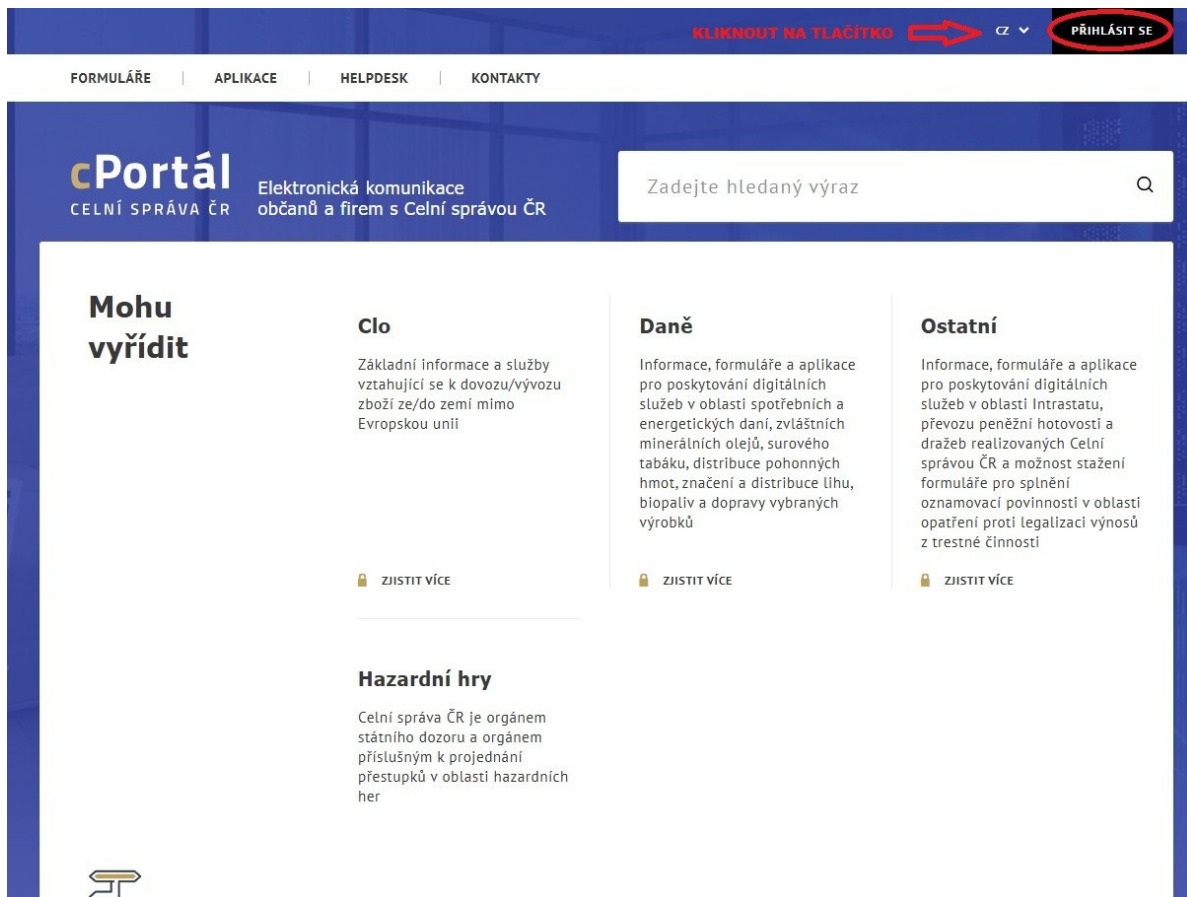 KLIKNOUT NA TLAČÍTKO
CZ
PŘIHLÁSIT SE
FORMULÁŘE
APLIKACE
HELPDESK
KONTAKTY
cPortál
CELNÍ SPRÁVA ČR
Elektronická komunikace
občanů a firem s Celní správou ČR
Zadejte hledaný výraz
Mohu
vyřídit
Clo
Základní informace a služby
vztahující se k dovozu/vývozu
zboží ze/do zemí mimo
Evropskou unii
ZJISTIT VÍCE
Daně
Informace, formuláře a aplikace
pro poskytování digitálních
služeb v oblasti spotřebních a
energetických daní, zvláštních
minerálních olejů, surového
tabáku, distribuce pohonných
hmot, značení a distribuce lihu,
biopaliv a dopravy vybraných
výrobků
ZJISTIT VÍCE
Ostatní
Informace, formuláře a aplikace
pro poskytování digitálních
služeb v oblasti Intrastatu,
převozu peněžní hotovosti a
dražeb realizovaných Celní
správou ČR a možnost stažení
formuláře pro splnění
oznamovací povinnosti v oblasti
opatření proti legalizaci výnosů
z trestné činnosti
ZJISTIT VÍCE
Hazardní hry
Celní správa ČR je orgánem
státního dozoru a orgánem
příslušným k projednání
přestupků v oblasti hazardních
her